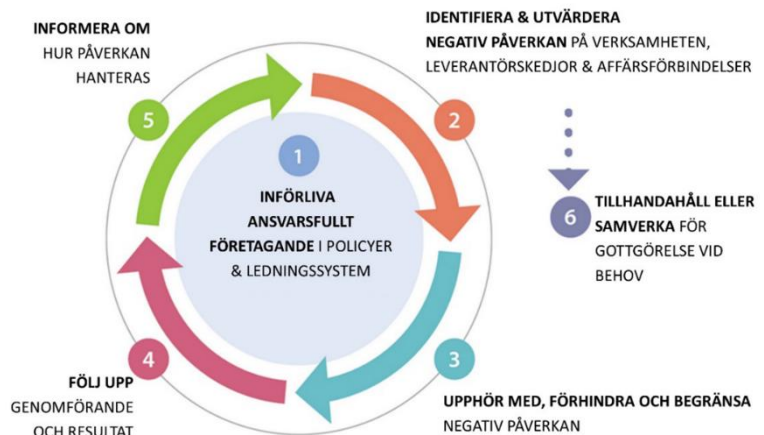 1
INFÖRLIVA
ANSVARSFULLT
FÖRETAGANDE I POLICYER
& LEDNINGSSYSTEM
2
IDENTIFIERA & UTVÄRDERA
NEGATIV PÅVERKAN PÅ VERKSAMHETEN,
LEVERANTÖRSKEDJOR & AFFÄRSFÖRBINDELSER
3
UPPHÖR MED, FÖRHINDRA OCH BEGRÄNSA
NEGATIV PÅVERKAN
4
FÖLJ UPP
GENOMFÖRANDE
OCH RESULTAT
5
INFORMERA OM
HUR PÅVERKAN
HANTERAS
6
TILLHANDAHÅLL ELLER
SAMVERKA FÖR
GOTTGÖRELSE VID
BEHOV